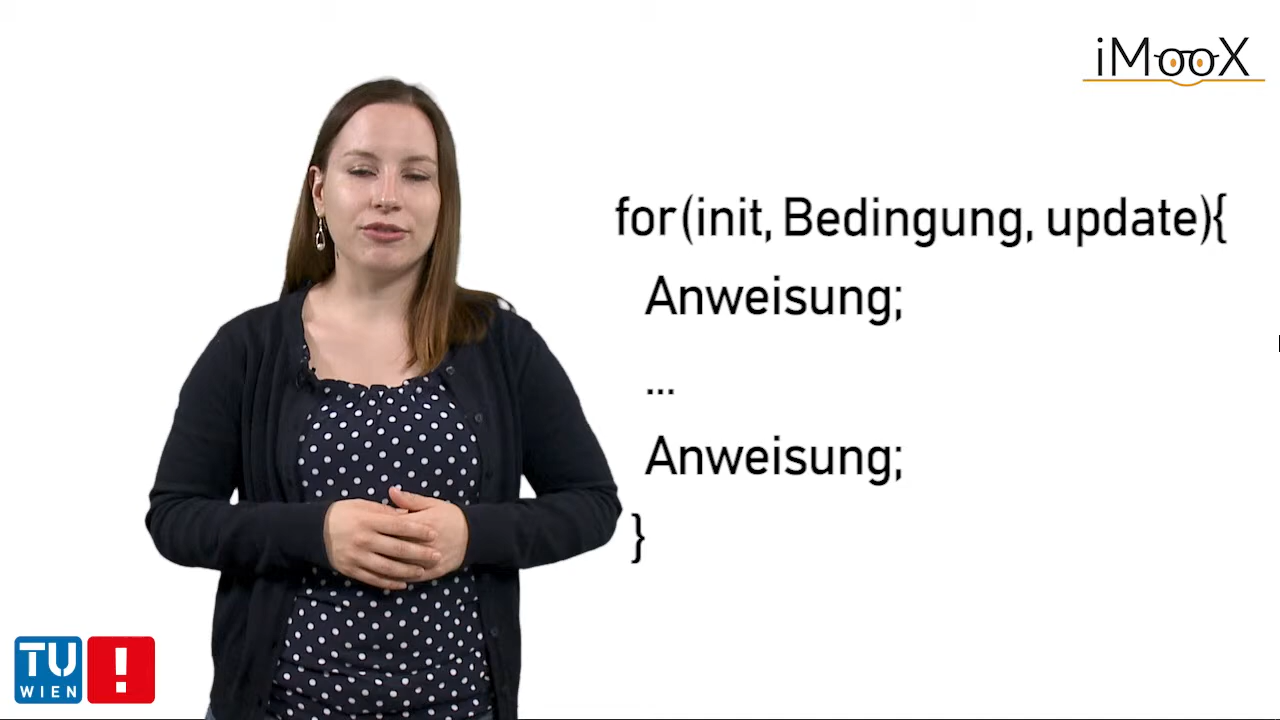 iMooX
for(init, Bedingung, update){
Anweisung;
...
Anweisung;
}
TU
WIEN
!